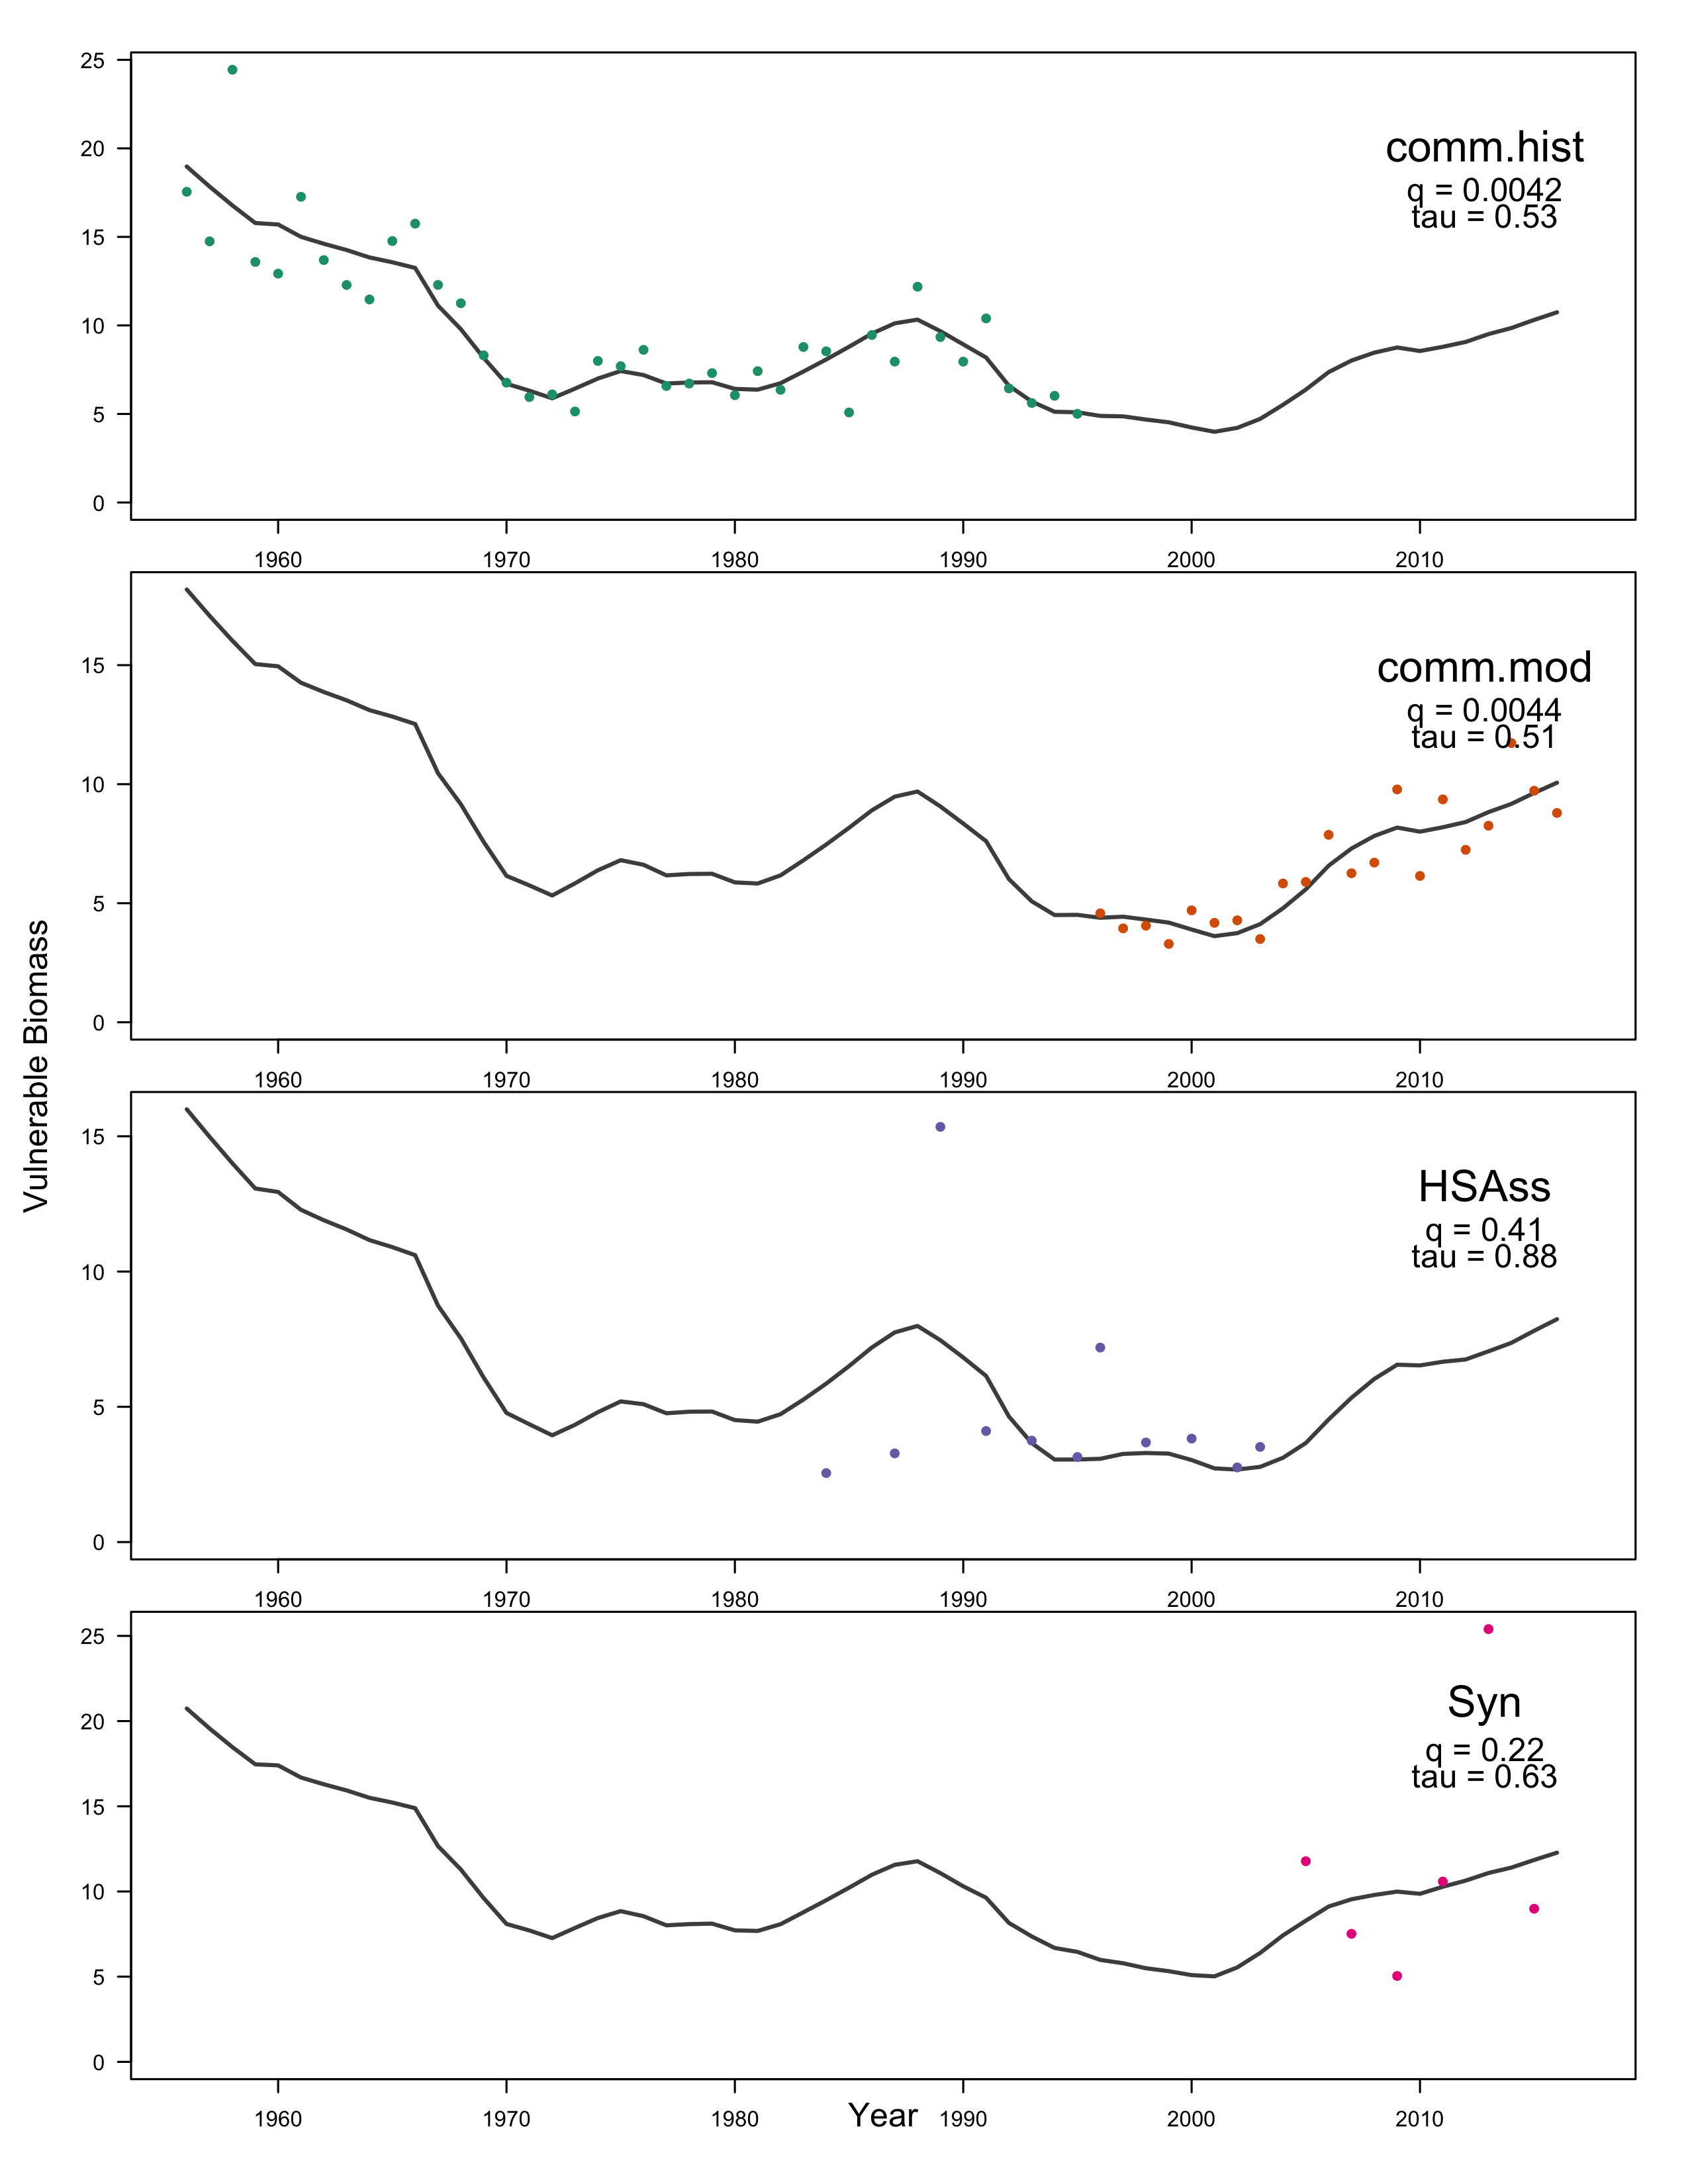 Vulnerable Biomass
25
20
15
10
5
0
comm.hist
q = 0.0042
tau = 0.53
1960 1970 1980 1990 2000 2010
15
10
5
0
comm.mod
q = 0.0044
tau = 0.51
1960 1970 1980 1990 2000 2010
15
10
5
0
HSAss
q = 0.41
tau = 0.88
1960 1970 1980 1990 2000 2010
25
20
15
10
5
0
Syn
q = 0.22
tau = 0.63
1960 1970 1980 1990 2000 2010
Year